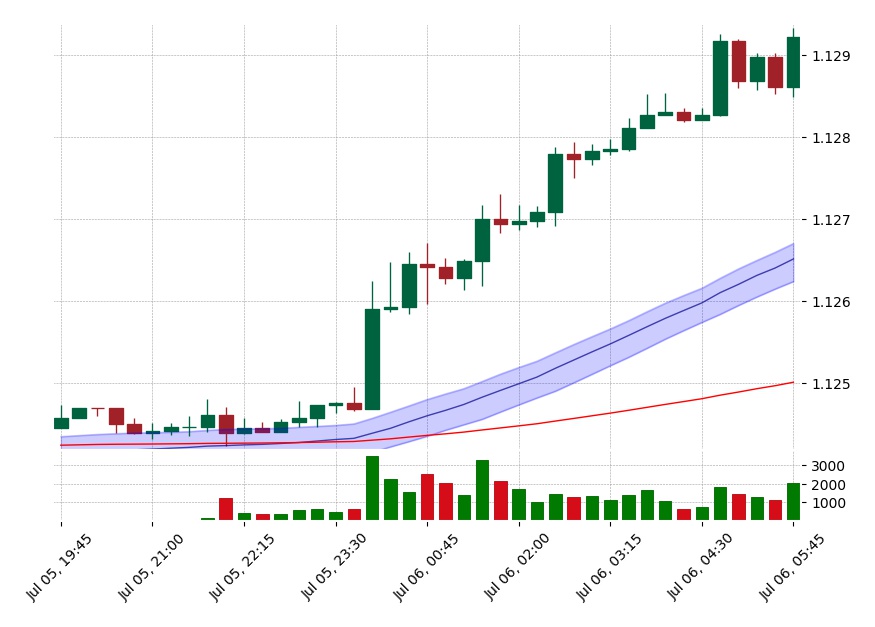 1.129
1.128
1.127
1.126
1.125
3000
2000
1000
Jul 05, 19:45
Jul 05, 21:00
Jul 05, 22:15
Jul 05, 23:30
Jul 06, 00:45
Jul 06, 02:00
Jul 06, 03:15
Jul 06, 04:30
Jul 06, 05:45